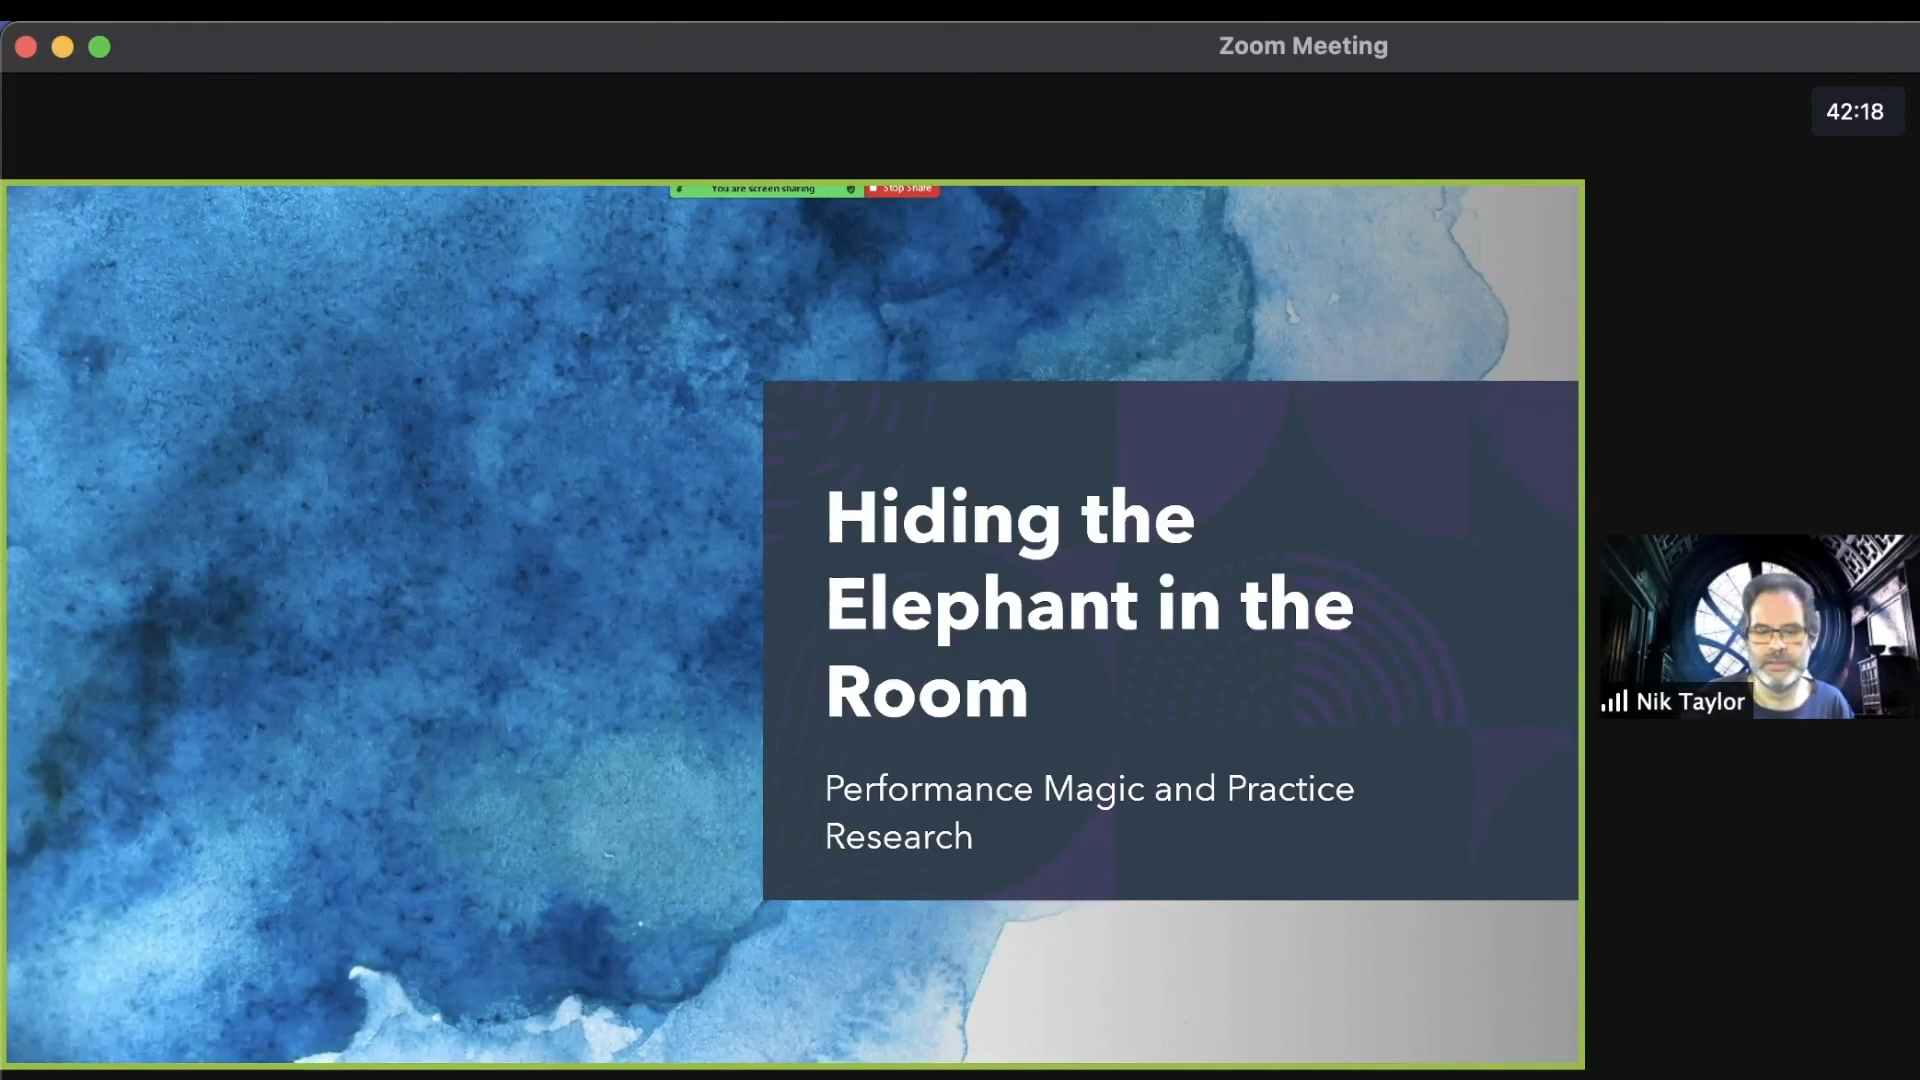 Zoom Meeting
42:18
You are screen sharing
Stop Share
Hiding the
Elephant in the
Room
Performance Magic and Practice
Research
Nik Taylor